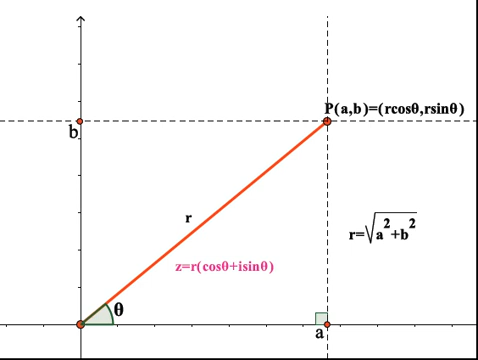 P(a,b)=(rcosθ,rsinθ)
b
r
r=√a²+b²
z=r(cosθ+isinθ)
θ
a